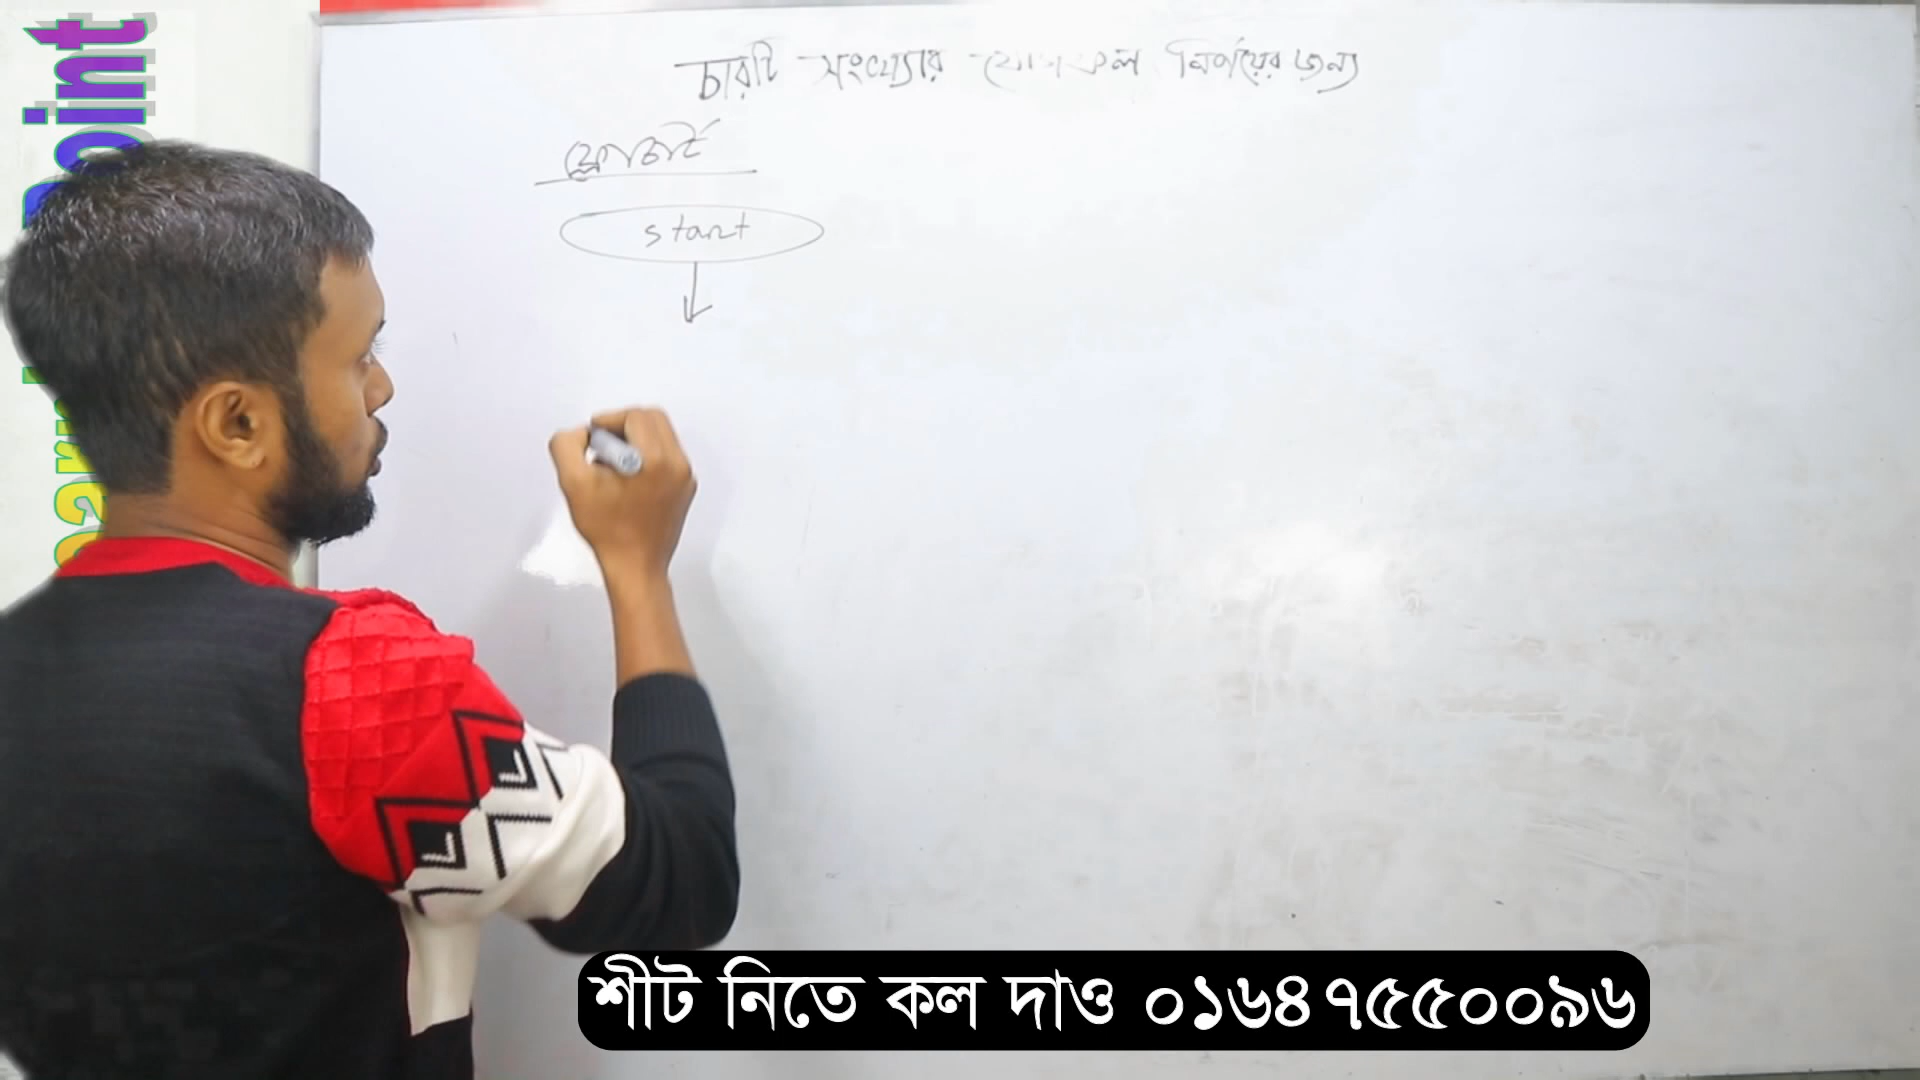 চারটি সংখ্যার যোগফল নির্ণয়ের জন্য
ফ্লোচার্ট
start
শীট নিতে কল দাও ০১৬৪৭৫৫০০৯৬